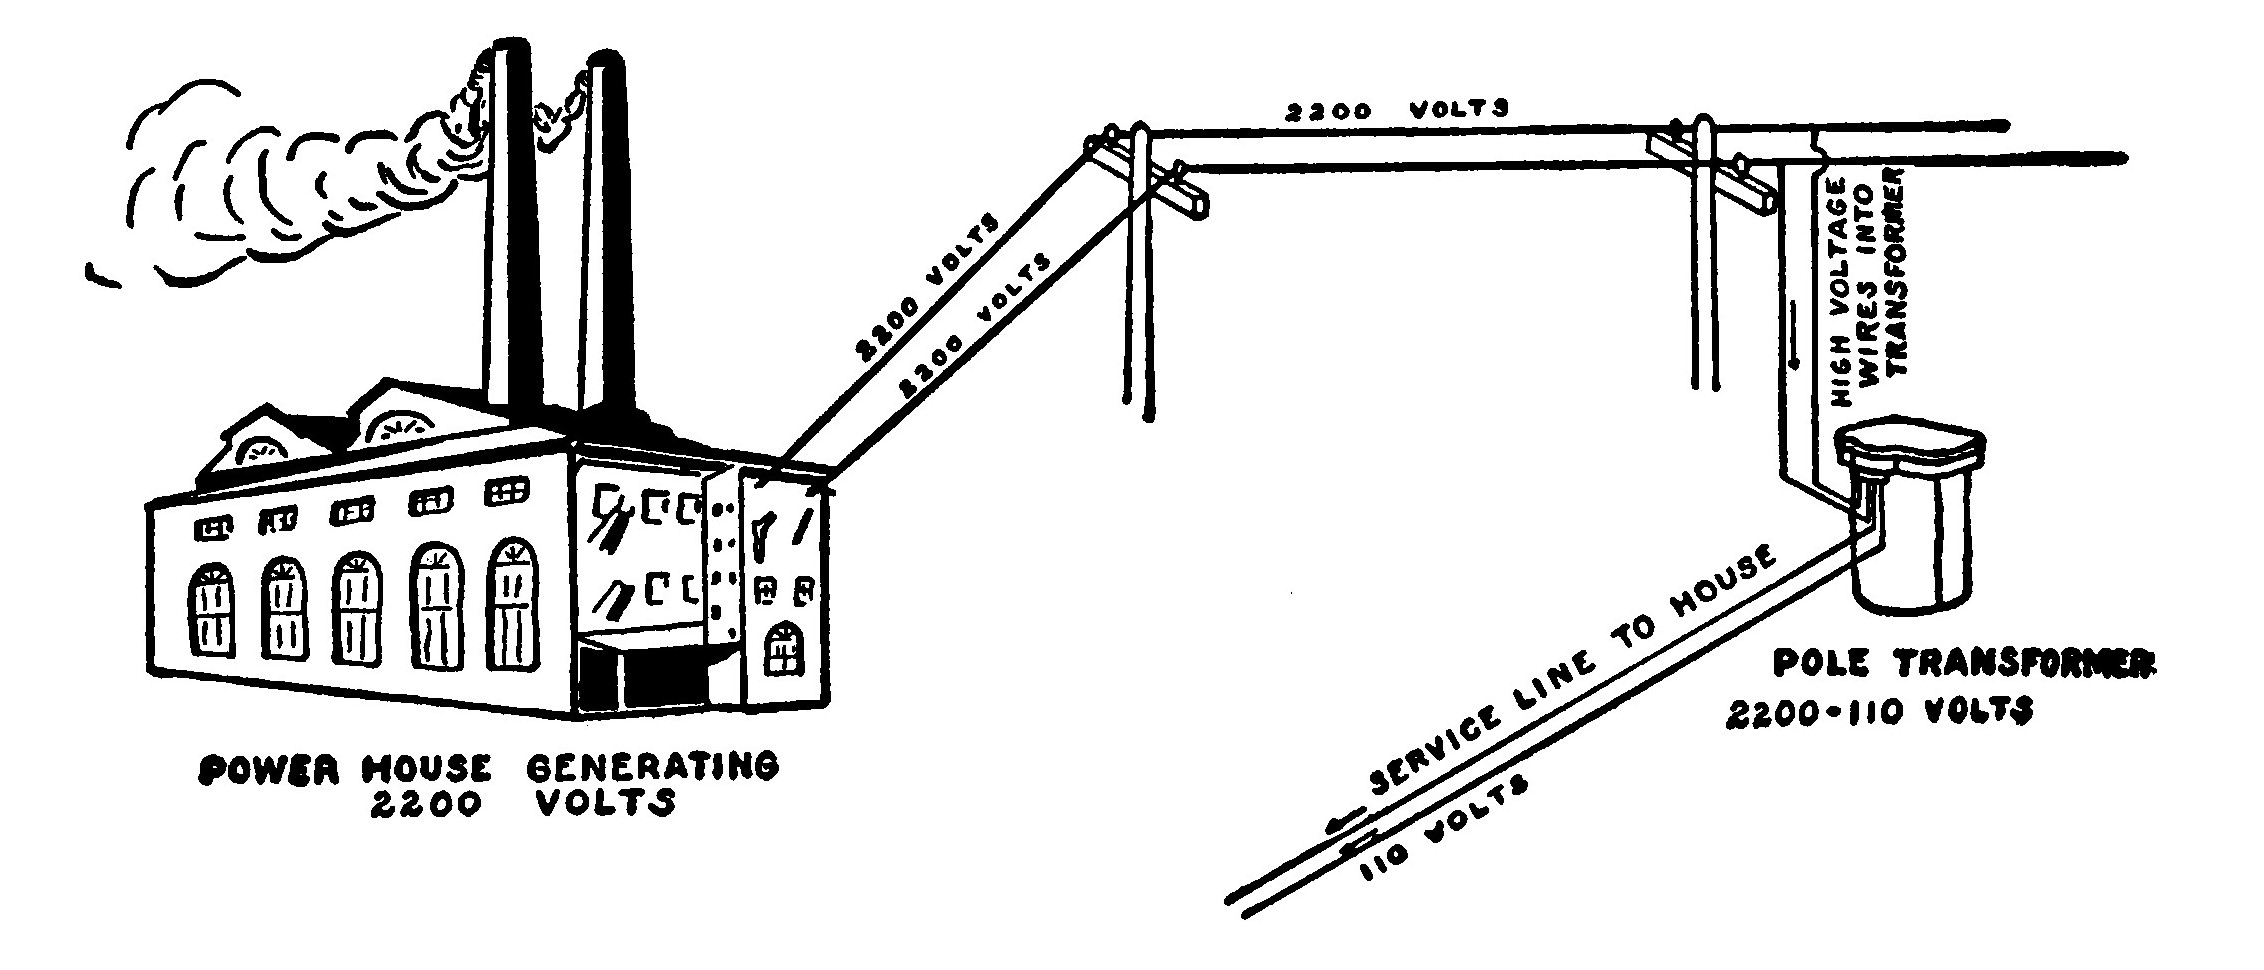 2200 VOLTS
2200 VOLTS
2200 VOLTS
HIGH VOLTAGE
WIRES INTO
TRANSFORMER
SERVICE LINE TO HOUSE
110 VOLTS
POLE TRANSFORMER
2200-110 VOLTS
POWER HOUSE GENERATING
2200 VOLTS